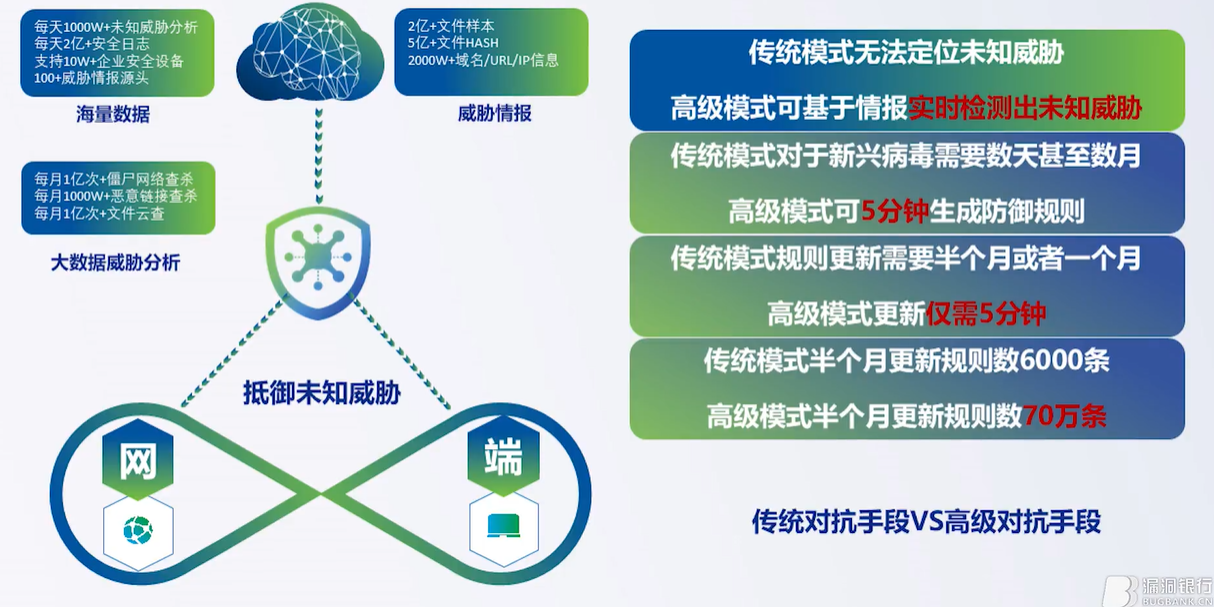 每天1000W+未知威胁分析
每天2亿+安全日志
支持10W+企业安全设备
100+威胁情报源头
海量数据
2亿+文件样本
5亿+文件HASH
2000W+域名/URL/IP信息
威胁情报
每月1亿次+僵尸网络查杀
每月1000W+恶意链接查杀
每月1亿次+文件云查
大数据威胁分析
抵御未知威胁
网
端
传统模式无法定位未知威胁
高级模式可基于情报实时检测出未知威胁
传统模式对于新兴病毒需要数天甚至数月
高级模式可5分钟生成防御规则
传统模式规则更新需要半个月或者一个月
高级模式更新仅需5分钟
传统模式半个月更新规则数6000条
高级模式半个月更新规则数70万条
传统对抗手段VS高级对抗手段
漏洞银行
BUGBANK.CN